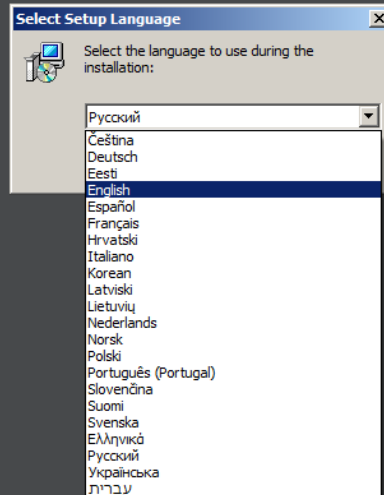 Select Setup Language
Select the language to use during the
installation:
Русский
Čeština
Deutsch
Eesti
English
Español
Français
Hrvatski
Italiano
Korean
Latviski
Lietuvių
Nederlands
Norsk
Polski
Português (Portugal)
Slovenčina
Suomi
Svenska
Ελληνικά
Русский
Українська
עברית